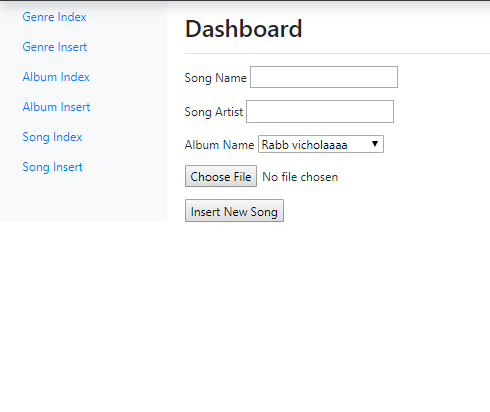 Genre Index
Genre Insert
Album Index
Album Insert
Song Index
Song Insert
Dashboard
Song Name
Song Artist
Album Name Rabb vicholaaaa
Choose File No file chosen
Insert New Song